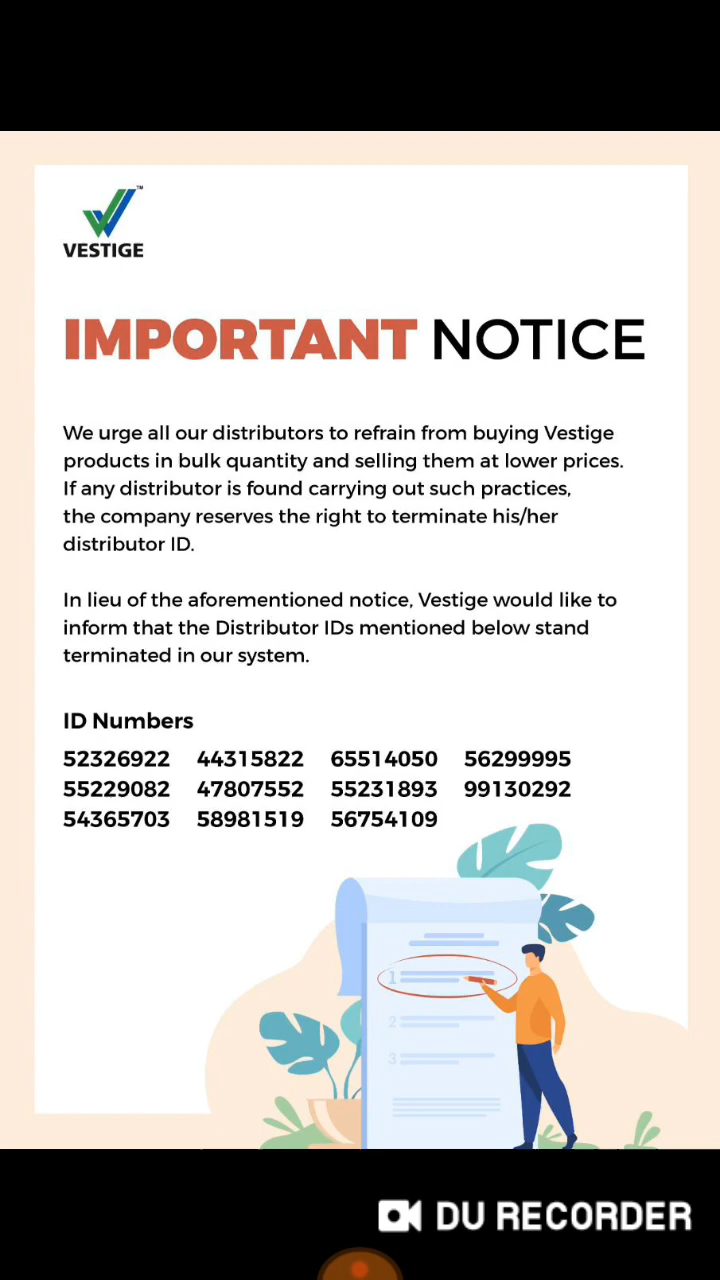 TM
VESTIGE
IMPORTANT NOTICE
We urge all our distributors to refrain from buying Vestige
products in bulk quantity and selling them at lower prices.
If any distributor is found carrying out such practices,
the company reserves the right to terminate his/her
distributor ID.
In lieu of the aforementioned notice, Vestige would like to
inform that the Distributor IDs mentioned below stand
terminated in our system.
ID Numbers
52326922 44315822 65514050 56299995
55229082 47807552 55231893 99130292
54365703 58981519 56754109
1
2
3
DU RECORDER